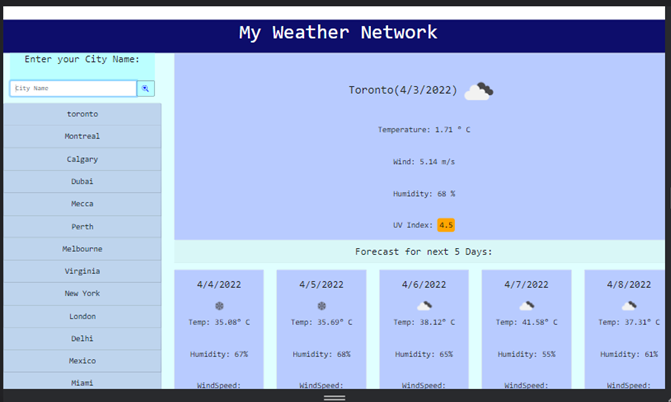 My Weather Network
Enter your City Name:
City Name
toronto
Montreal
Calgary
Dubai
Mecca
Perth
Melbourne
Virginia
New York
London
Delhi
Mexico
Miami
Toronto(4/3/2022)
Temperature: 1.71 ° C
Wind: 5.14 m/s
Humidity: 68 %
UV Index: 4.5
Forecast for next 5 Days:
4/4/2022
Temp: 35.08° C
Humidity: 67%
WindSpeed:
4/5/2022
Temp: 35.69° C
Humidity: 68%
WindSpeed:
4/6/2022
Temp: 38.12° C
Humidity: 65%
WindSpeed:
4/7/2022
Temp: 41.58° C
Humidity: 55%
WindSpeed:
4/8/2022
Temp: 37.31° C
Humidity: 61%
WindSpeed: